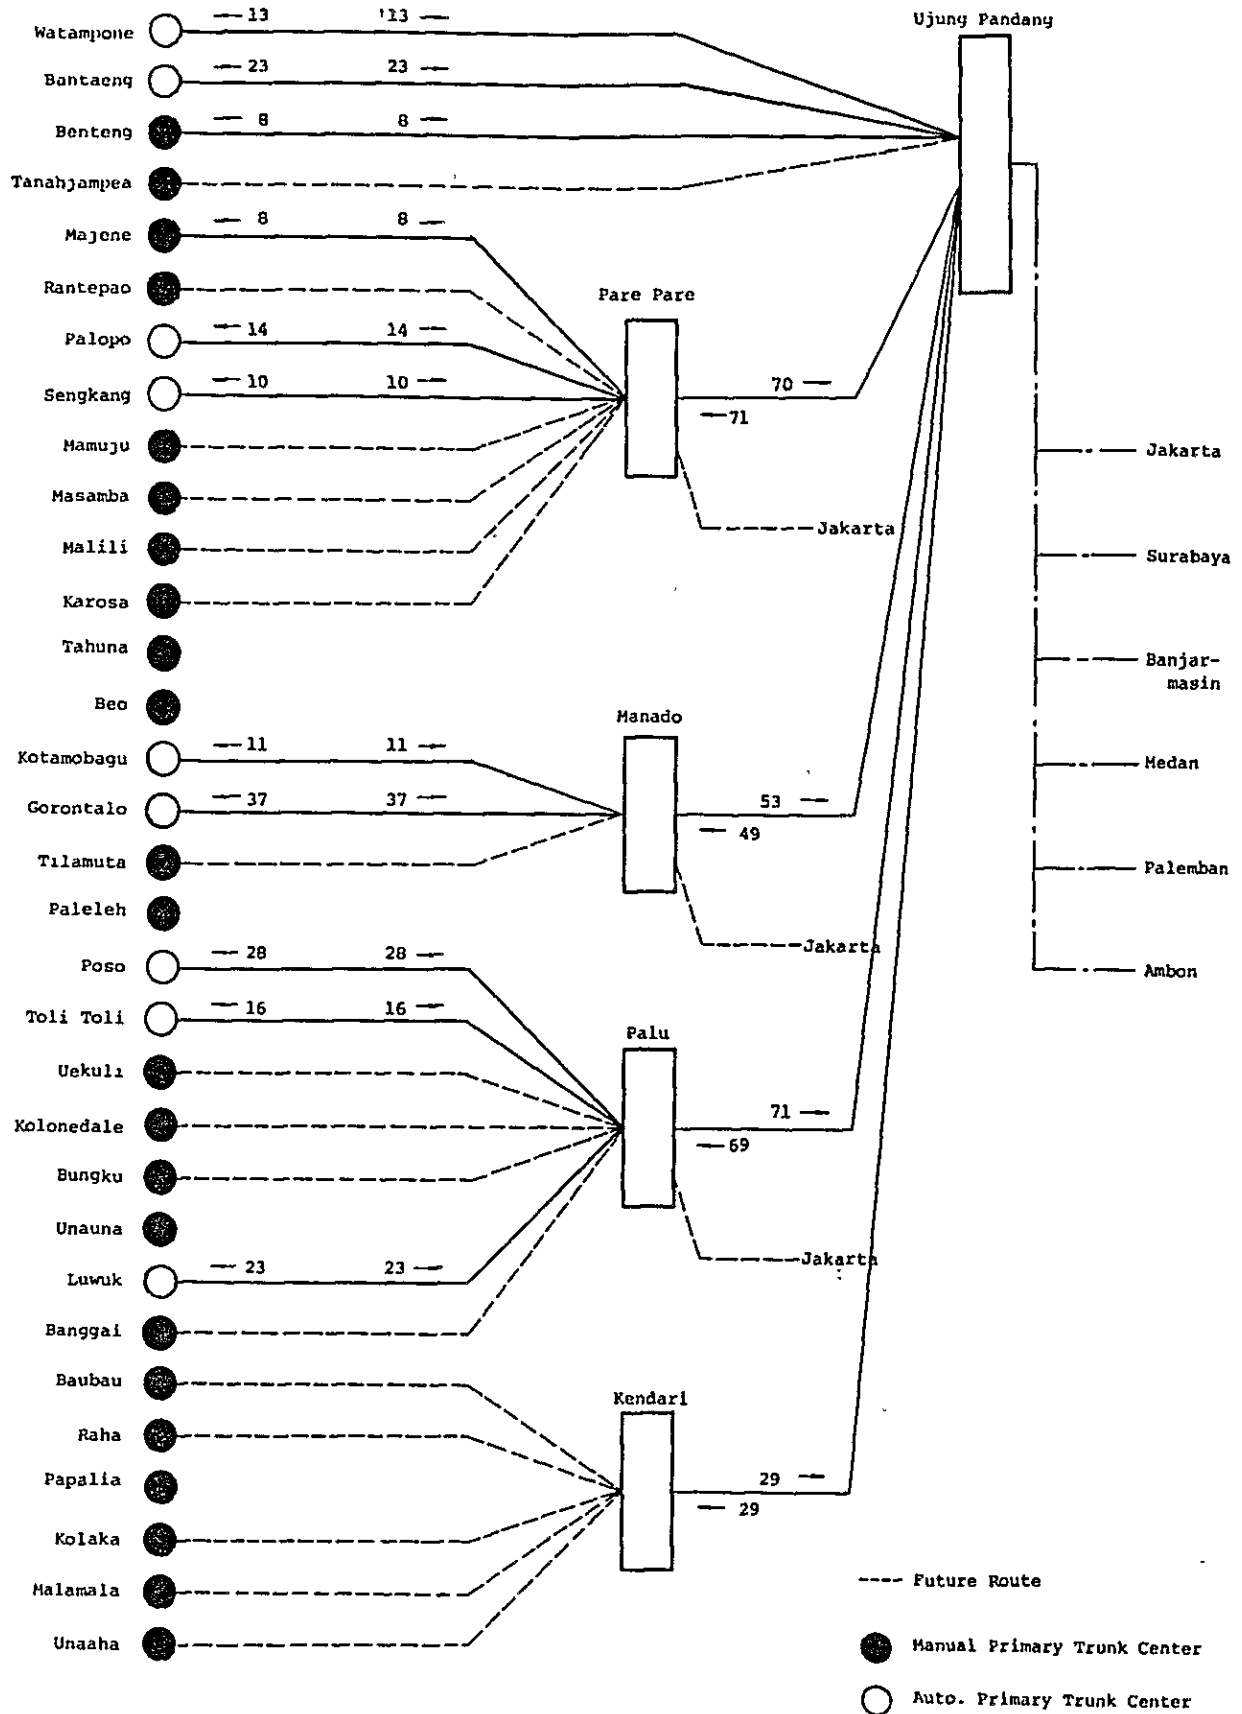 13 13
Ujung Pandang
Watampone
23 23
Bantaeng
8 8
Benteng
Tanahjampea
8 8
Majene
Rantepao
Pare Pare
14 14
Palopo
10 10
Sengkang
70
71
Mamuju
Jakarta
Masamba
Jakarta
Malili
Surabaya
Karosa
Tahuna
Banjar-
masin
Beo
Manado
11 11
Kotamobagu
Medan
37 37
Gorontalo
53
49
Tilamuta
Palemban
Paleleh
Jakarta
28 28
Poso
Ambon
16 16
Toli Toli
Palu
Uekuli
71
69
Kolonedale
Bungku
Unauna
Jakarta
23 23
Luwuk
Banggai
Baubau
Kendari
Raha
Papalia
29
29
Kolaka
Malamala
Future Route
Unaaha
Manual Primary Trunk Center
Auto. Primary Trunk Center